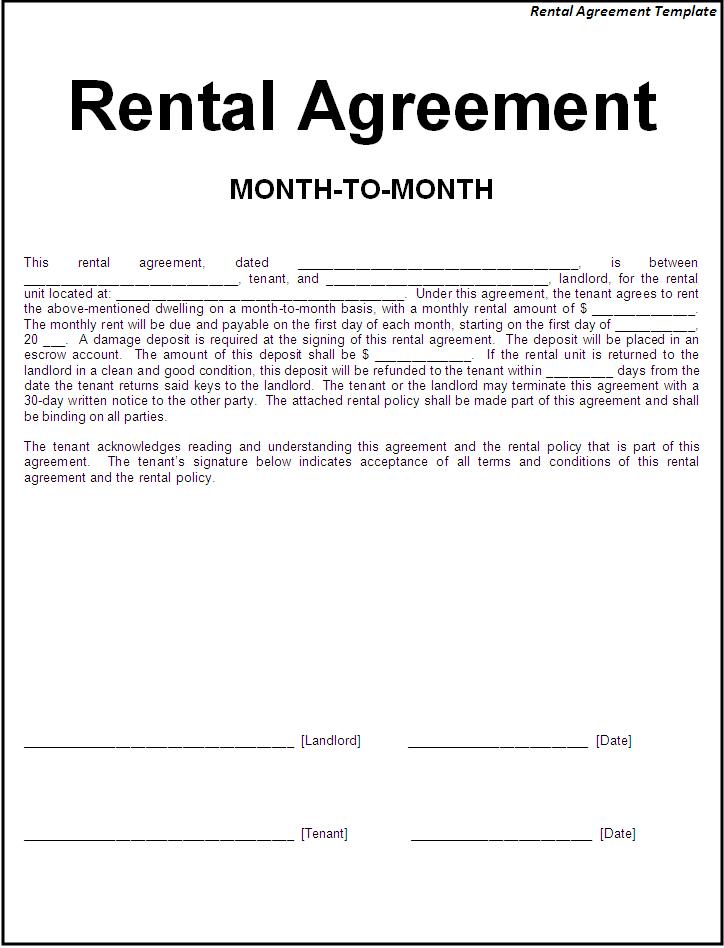 Rental Agreement Template
Rental Agreement
MONTH-TO-MONTH
This rental agreement, dated ______________________________________, is between
_____________________________, tenant, and ______________________________, landlord, for the rental
unit located at: _______________________________________. Under this agreement, the tenant agrees to rent
the above-mentioned dwelling on a month-to-month basis, with a monthly rental amount of $ ______________.
The monthly rent will be due and payable on the first day of each month, starting on the first day of ___________,
20 ___. A damage deposit is required at the signing of this rental agreement. The deposit will be placed in an
escrow account. The amount of this deposit shall be $ _____________. If the rental unit is returned to the
landlord in a clean and good condition, this deposit will be refunded to the tenant within _________ days from the
date the tenant returns said keys to the landlord. The tenant or the landlord may terminate this agreement with a
30-day written notice to the other party. The attached rental policy shall be made part of this agreement and shall
be binding on all parties.
The tenant acknowledges reading and understanding this agreement and the rental policy that is part of this
agreement. The tenant's signature below indicates acceptance of all terms and conditions of this rental
agreement and the rental policy.
_____________________________________ [Landlord] _________________________ [Date]
_____________________________________ [Tenant] _________________________ [Date]